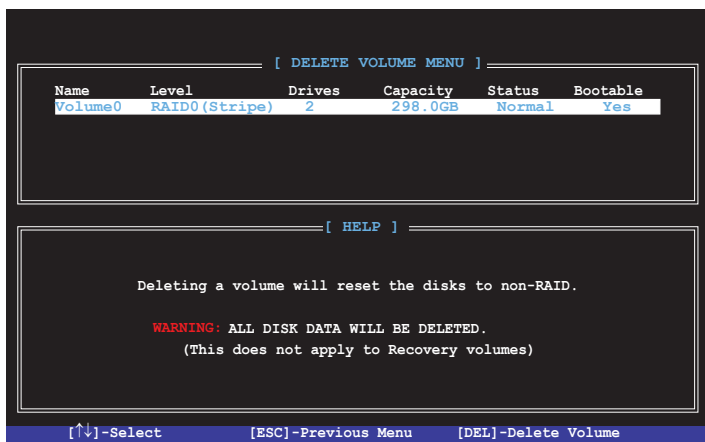 [ DELETE VOLUME MENU ]
Name Level Drives Capacity Status Bootable
Volume0 RAID0(Stripe) 2 298.0GB Normal Yes
[ HELP ]
Deleting a volume will reset the disks to non-RAID.
WARNING: ALL DISK DATA WILL BE DELETED.
(This does not apply to Recovery volumes)
[↑↓]-Select [ESC]-Previous Menu [DEL]-Delete Volume